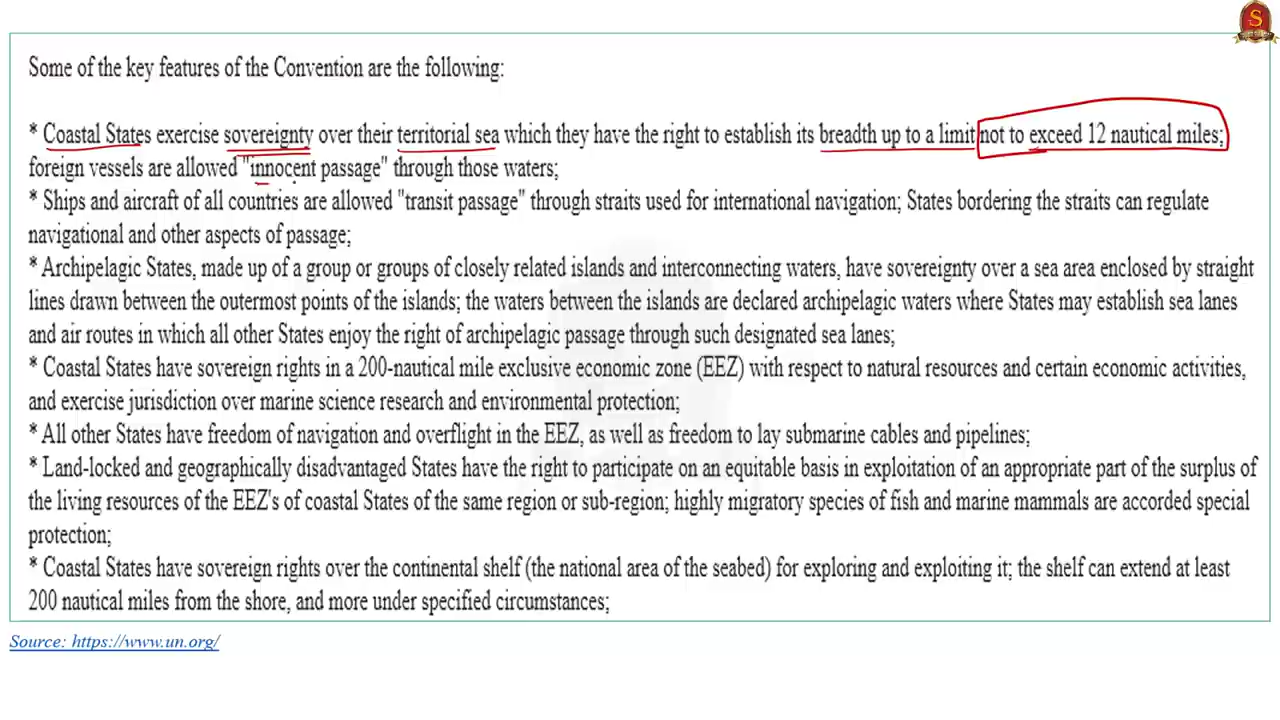 Some of the key features of the Convention are the following:
* Coastal States exercise sovereignty over their territorial sea which they have the right to establish its breadth up to a limit not to exceed 12 nautical miles;
foreign vessels are allowed "innocent passage" through those waters;
* Ships and aircraft of all countries are allowed "transit passage" through straits used for international navigation; States bordering the straits can regulate
navigational and other aspects of passage;
* Archipelagic States, made up of a group or groups of closely related islands and interconnecting waters, have sovereignty over a sea area enclosed by straight
lines drawn between the outermost points of the islands; the waters between the islands are declared archipelagic waters where States may establish sea lanes
and air routes in which all other States enjoy the right of archipelagic passage through such designated sea lanes;
* Coastal States have sovereign rights in a 200-nautical mile exclusive economic zone (EEZ) with respect to natural resources and certain economic activities,
and exercise jurisdiction over marine science research and environmental protection;
* All other States have freedom of navigation and overflight in the EEZ, as well as freedom to lay submarine cables and pipelines;
* Land-locked and geographically disadvantaged States have the right to participate on an equitable basis in exploitation of an appropriate part of the surplus of
the living resources of the EEZ's of coastal States of the same region or sub-region; highly migratory species of fish and marine mammals are accorded special
protection;
* Coastal States have sovereign rights over the continental shelf (the national area of the seabed) for exploring and exploiting it; the shelf can extend at least
200 nautical miles from the shore, and more under specified circumstances;
Source: https://www.un.org/
S